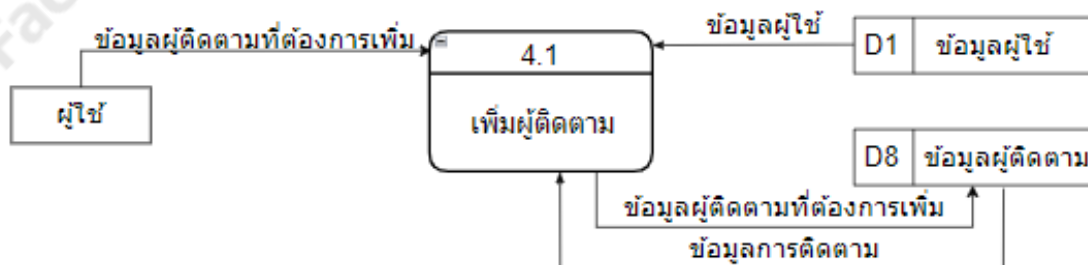 ข้อมูลผู้ติดตามที่ต้องการเพิ่ม
ผู้ใช้
4.1
เพิ่มผู้ติดตาม
ข้อมูลผู้ใช้
D1 ข้อมูลผู้ใช้
D8 ข้อมูลผู้ติดตาม
ข้อมูลผู้ติดตามที่ต้องการเพิ่ม
ข้อมูลการติดตาม